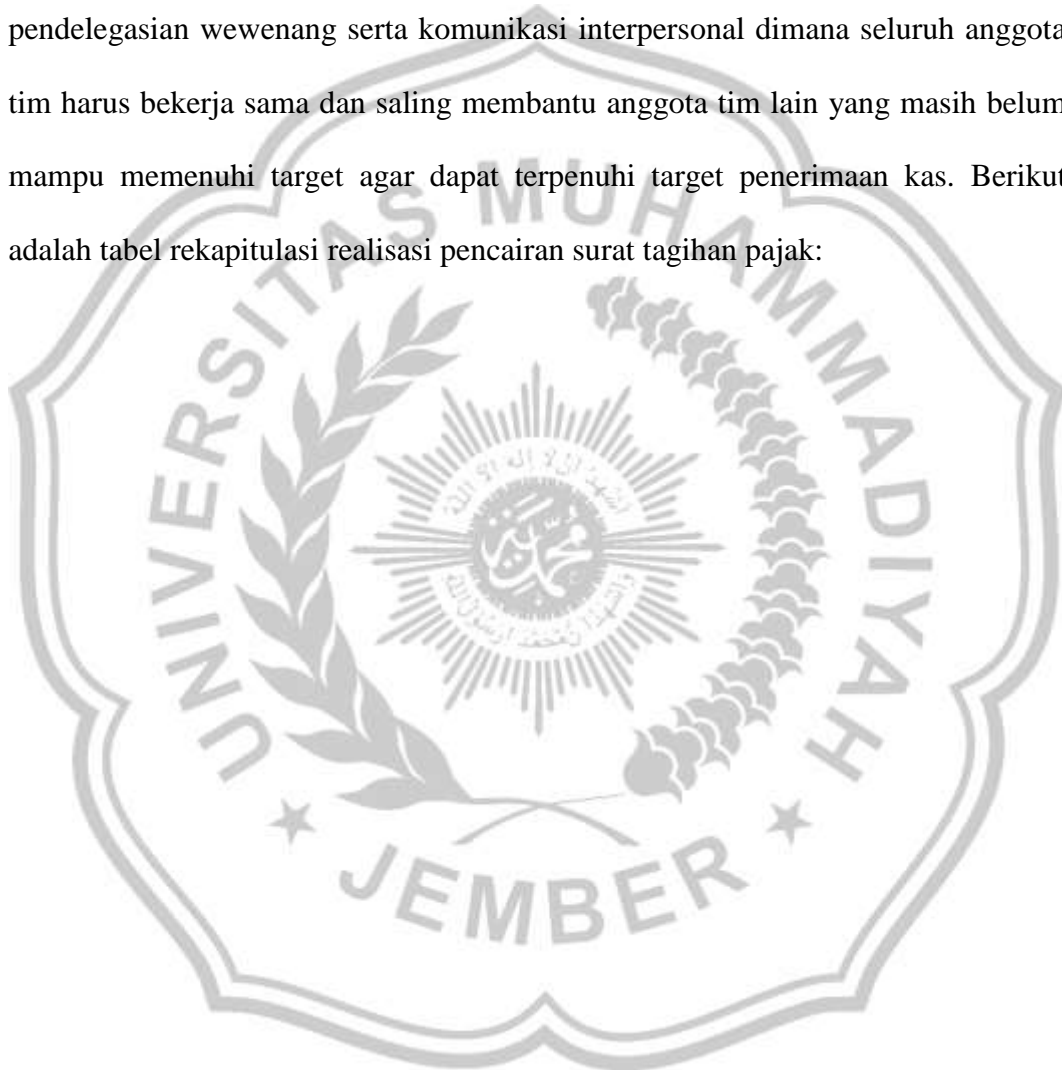 pendelegasian wewenang serta komunikasi interpersonal dimana seluruh anggota
tim harus bekerja sama dan saling membantu anggota tim lain yang masih belum
mampu memenuhi target agar dapat terpenuhi target penerimaan kas. Berikut
adalah tabel rekapitulasi realisasi pencairan surat tagihan pajak:
UNIVERSITAS MUHAMMADIYAH
JEMBER